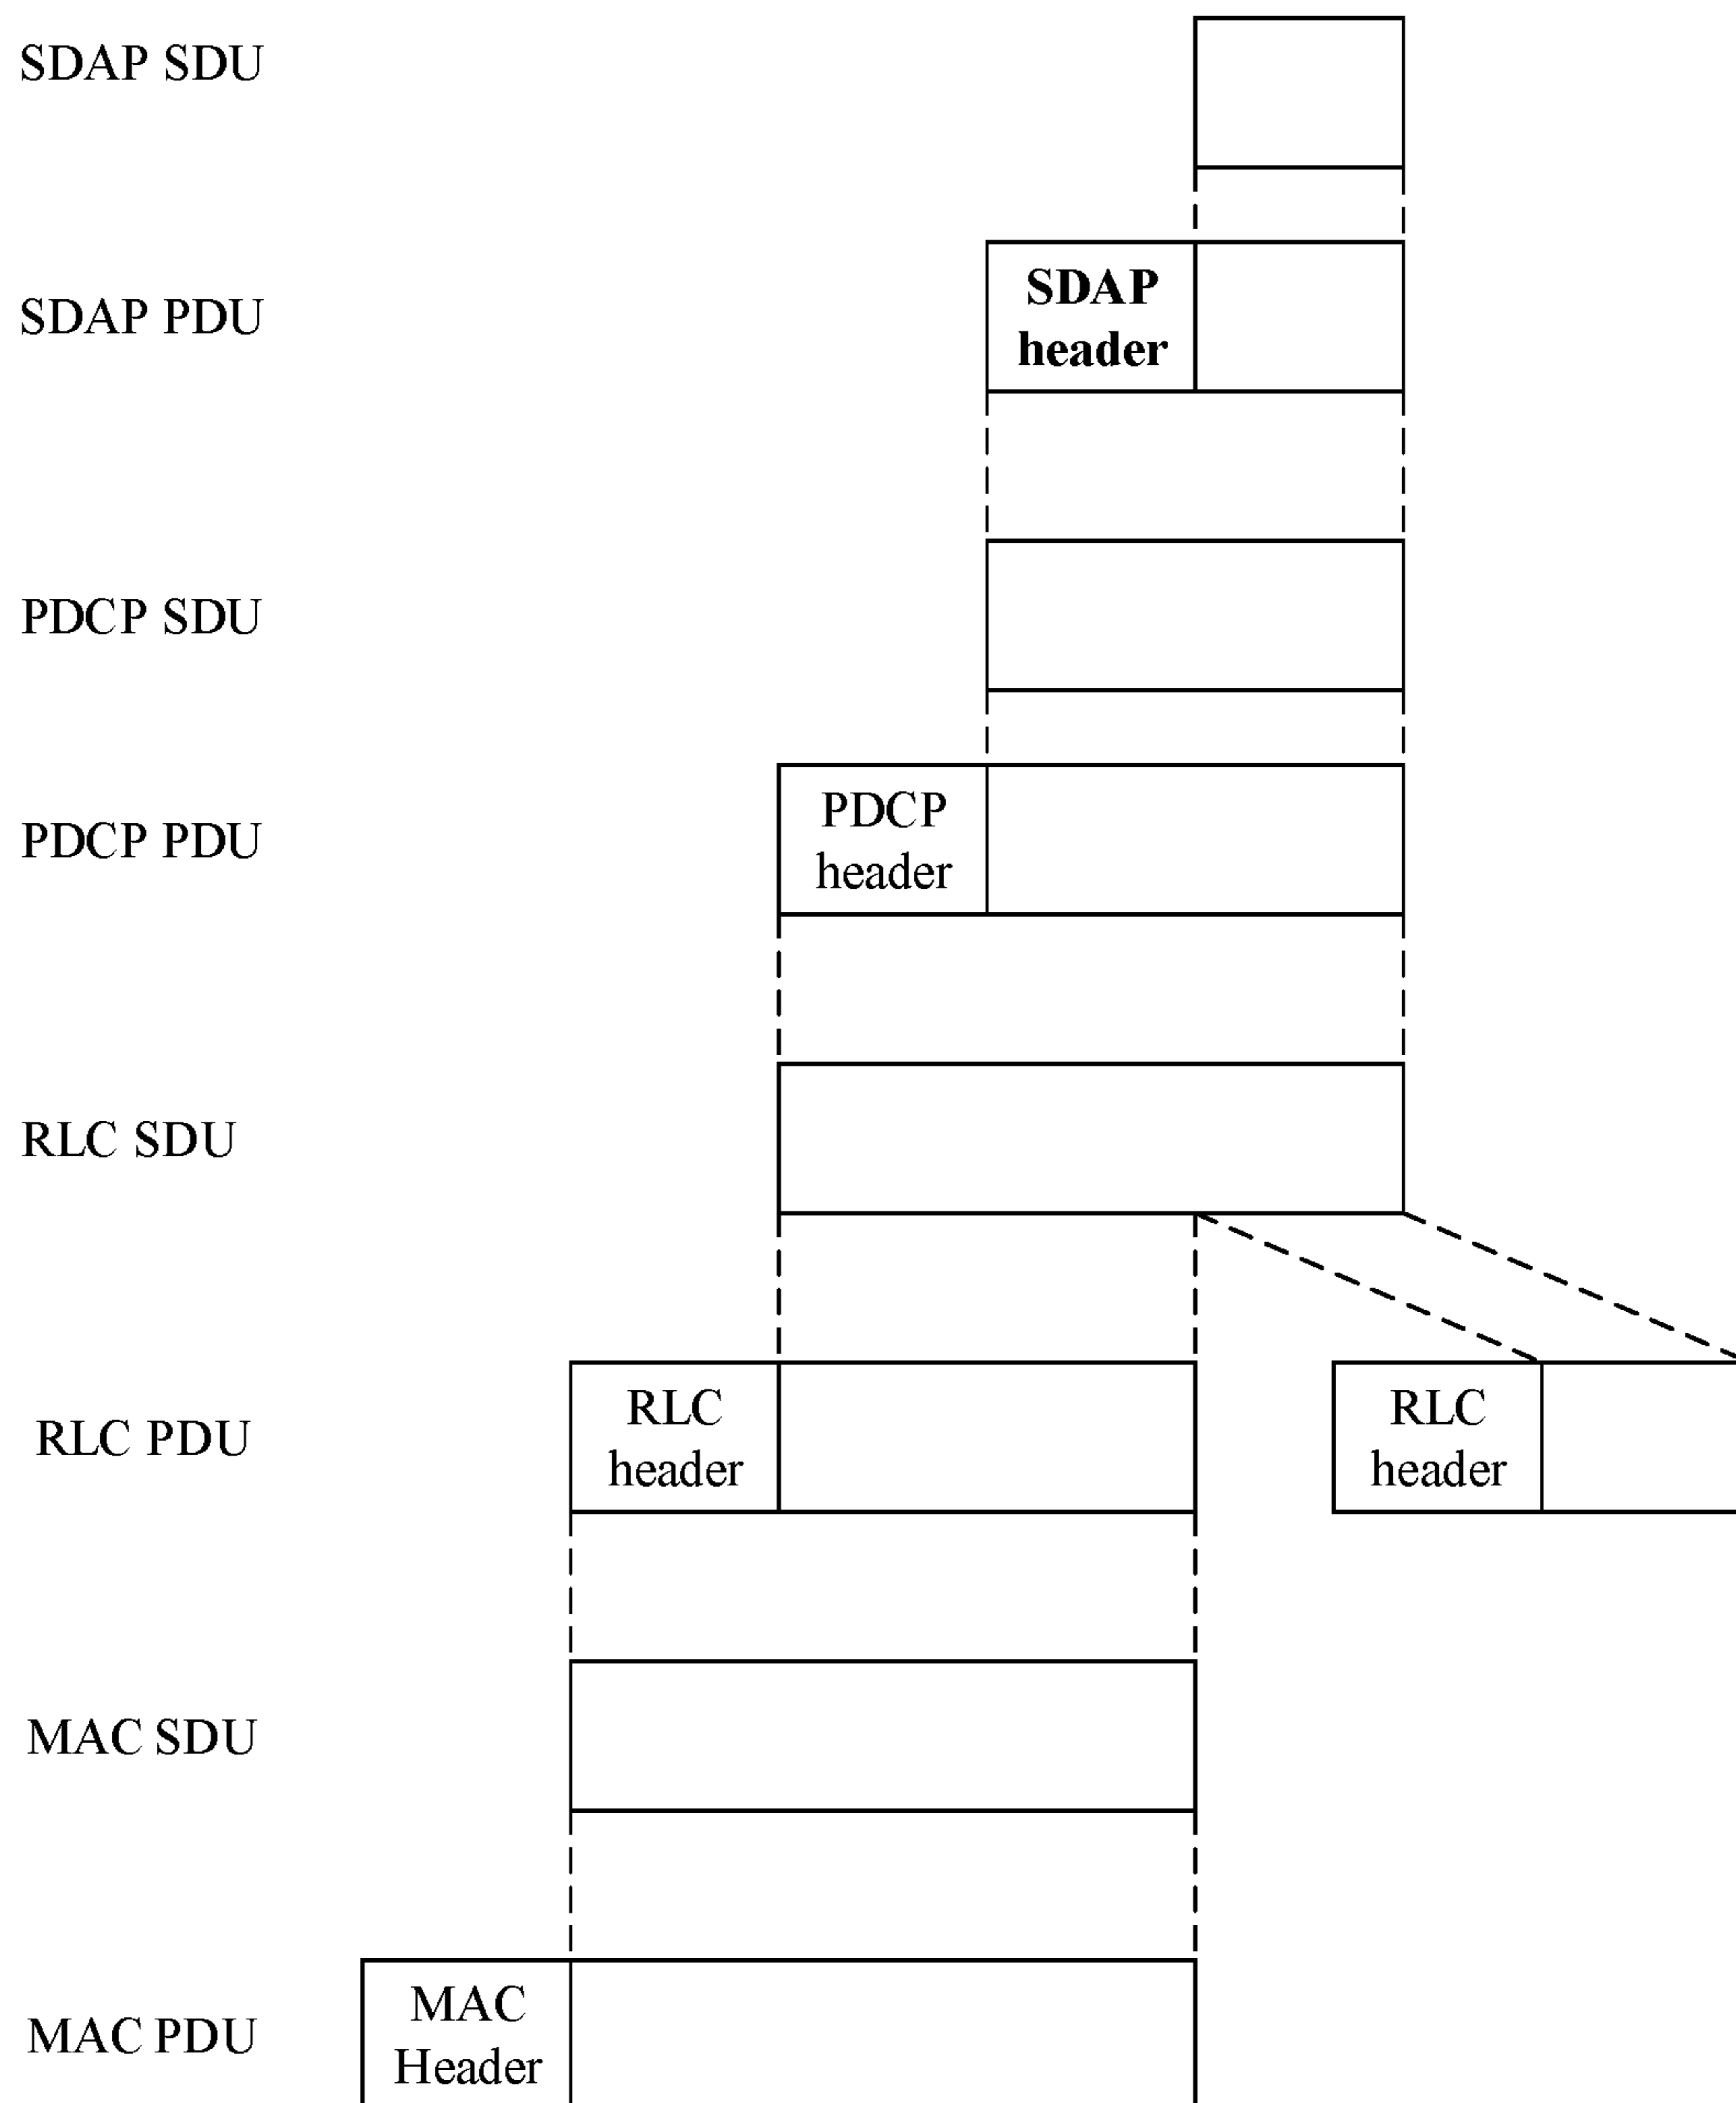 SDAP SDU
SDAP PDU
SDAP
header
PDCP SDU
PDCP PDU
PDCP
header
RLC SDU
RLC PDU
RLC
header
RLC
header
MAC SDU
MAC PDU
MAC
Header